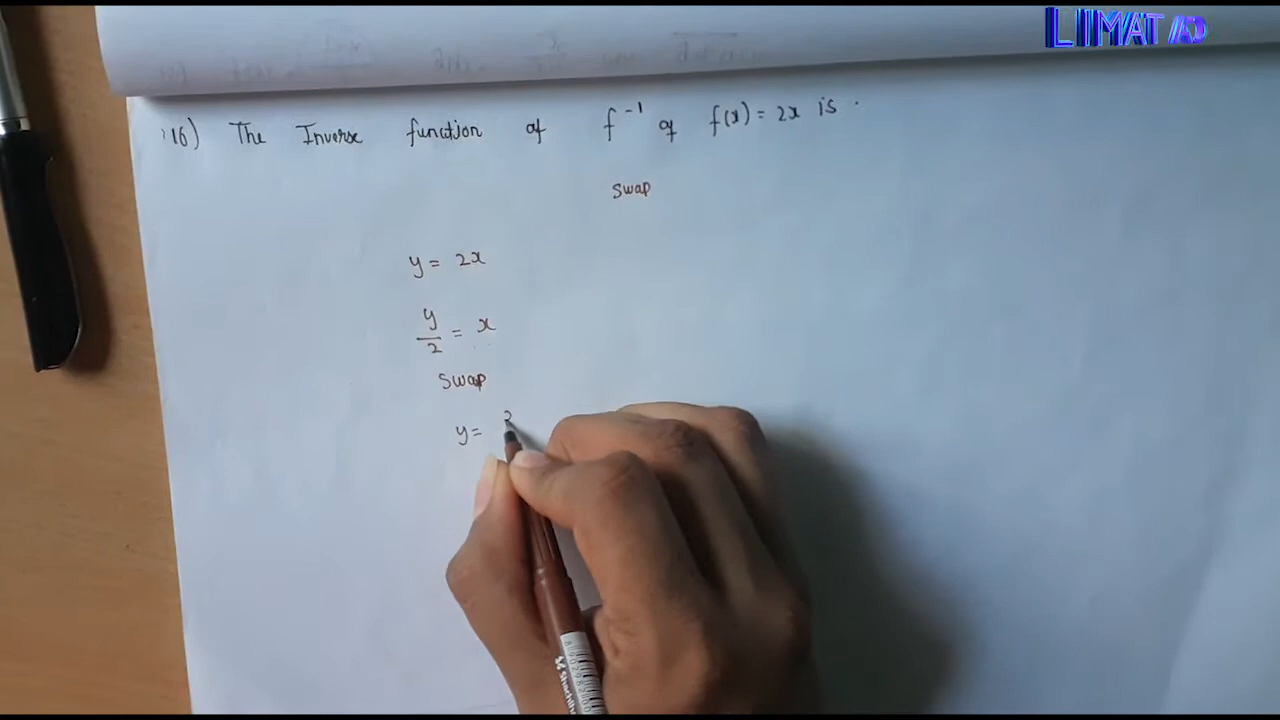 LIMAT AD
16) The Inverse function of f⁻¹ of f(x) = 2x is .
swap
y = 2x
y/2 = x
swap
y =